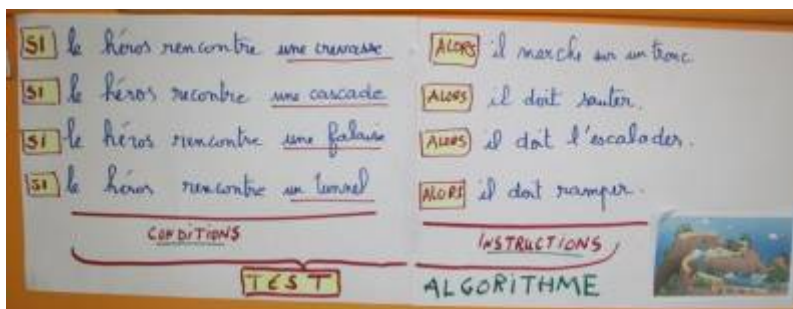 SI le héros rencontre une crevasse. ALORS il marche sur un tronc.
SI le héros recontre une cascade ALORS il doit sauter.
SI le héros rencontre une falaise ALORS il doit l'escalader.
SI le héros rencontre un tunnel ALORS il doit ramper.
CONDITIONS INSTRUCTIONS
TEST ALGORITHME